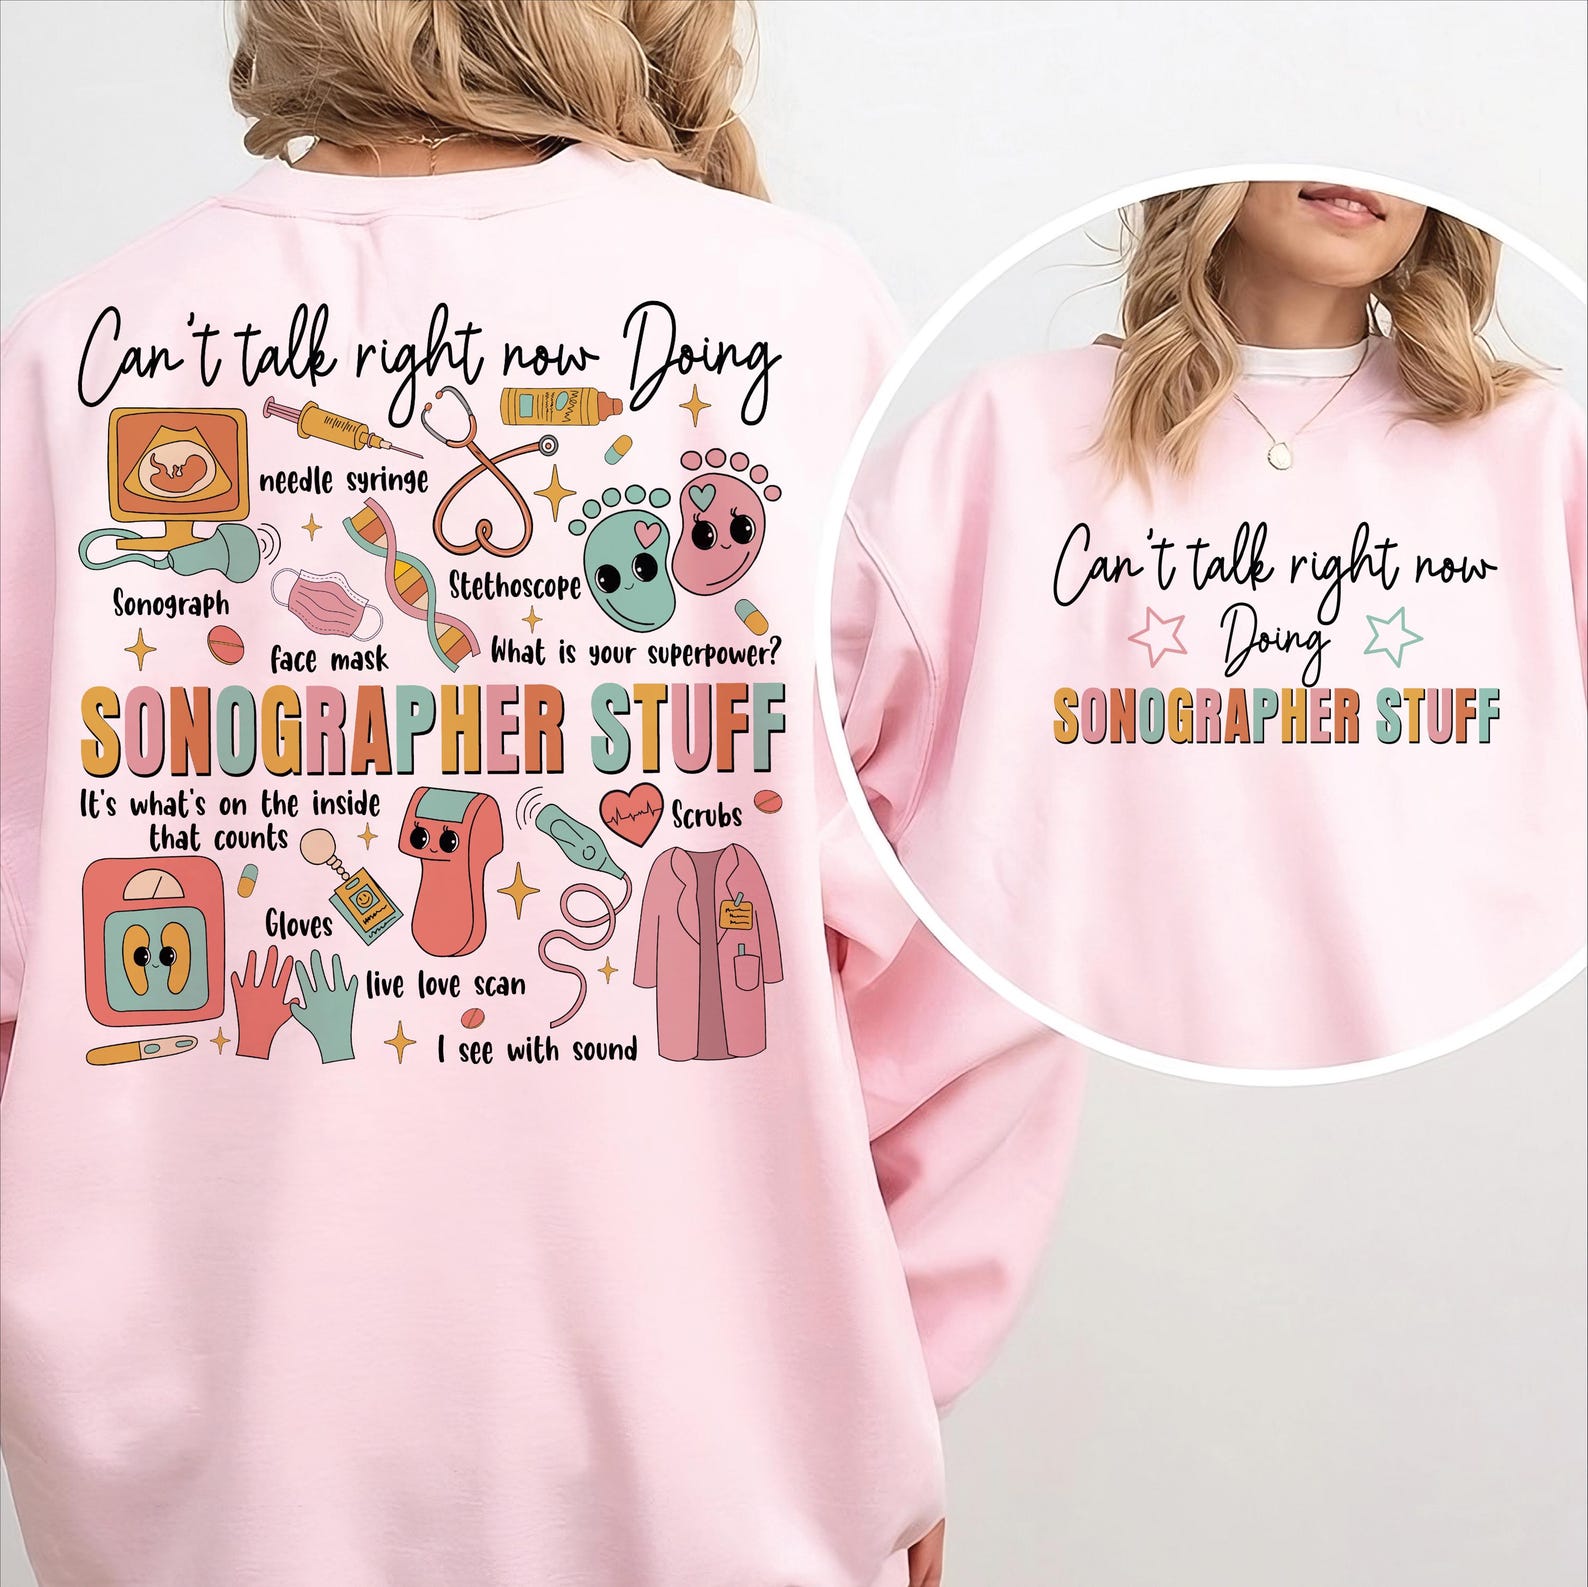 Can't talk right now Doing
needle syringe
Stethoscope
Sonograph
face mask
What is your superpower?
SONOGRAPHER STUFF
It's what's on the inside
that counts
Scrubs
Gloves
live love scan
I see with sound
Can't talk right now
Doing
SONOGRAPHER STUFF